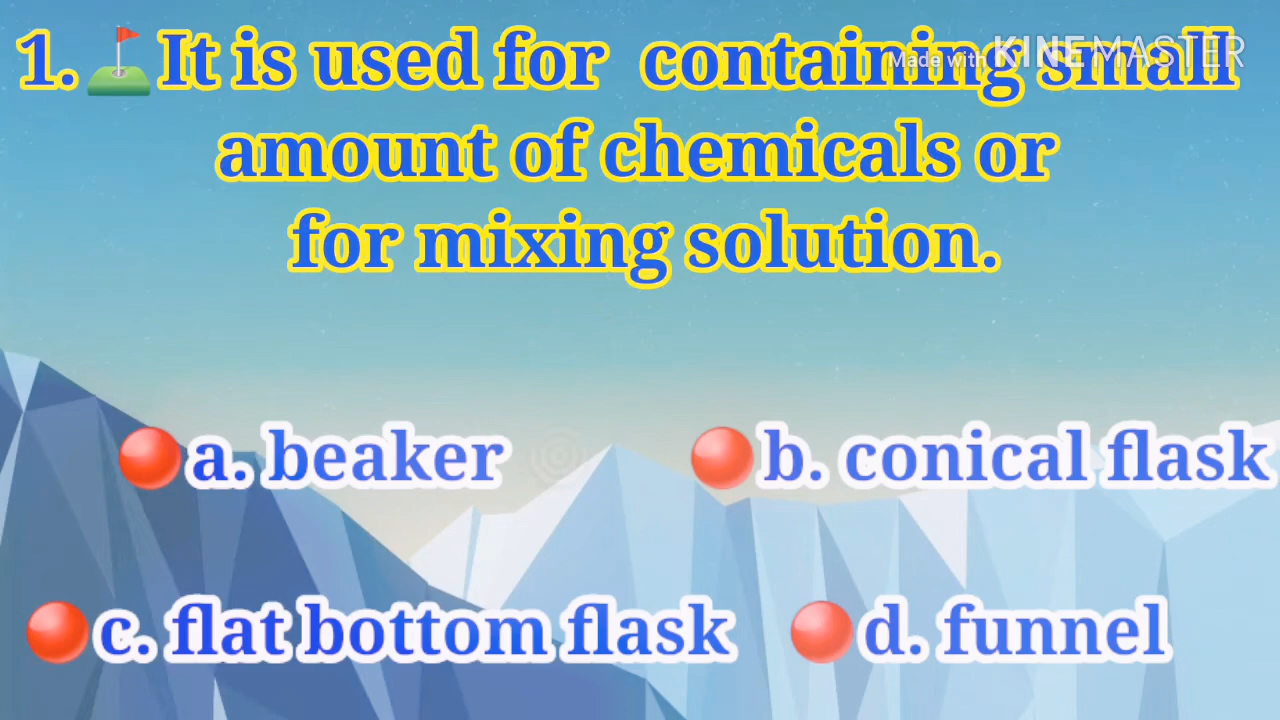 1.⛳It is used for containing small
Made with KINEMASTER
amount of chemicals or
for mixing solution.
🔴a. beaker
🔴b. conical flask
🔴c. flat bottom flask
🔴d. funnel